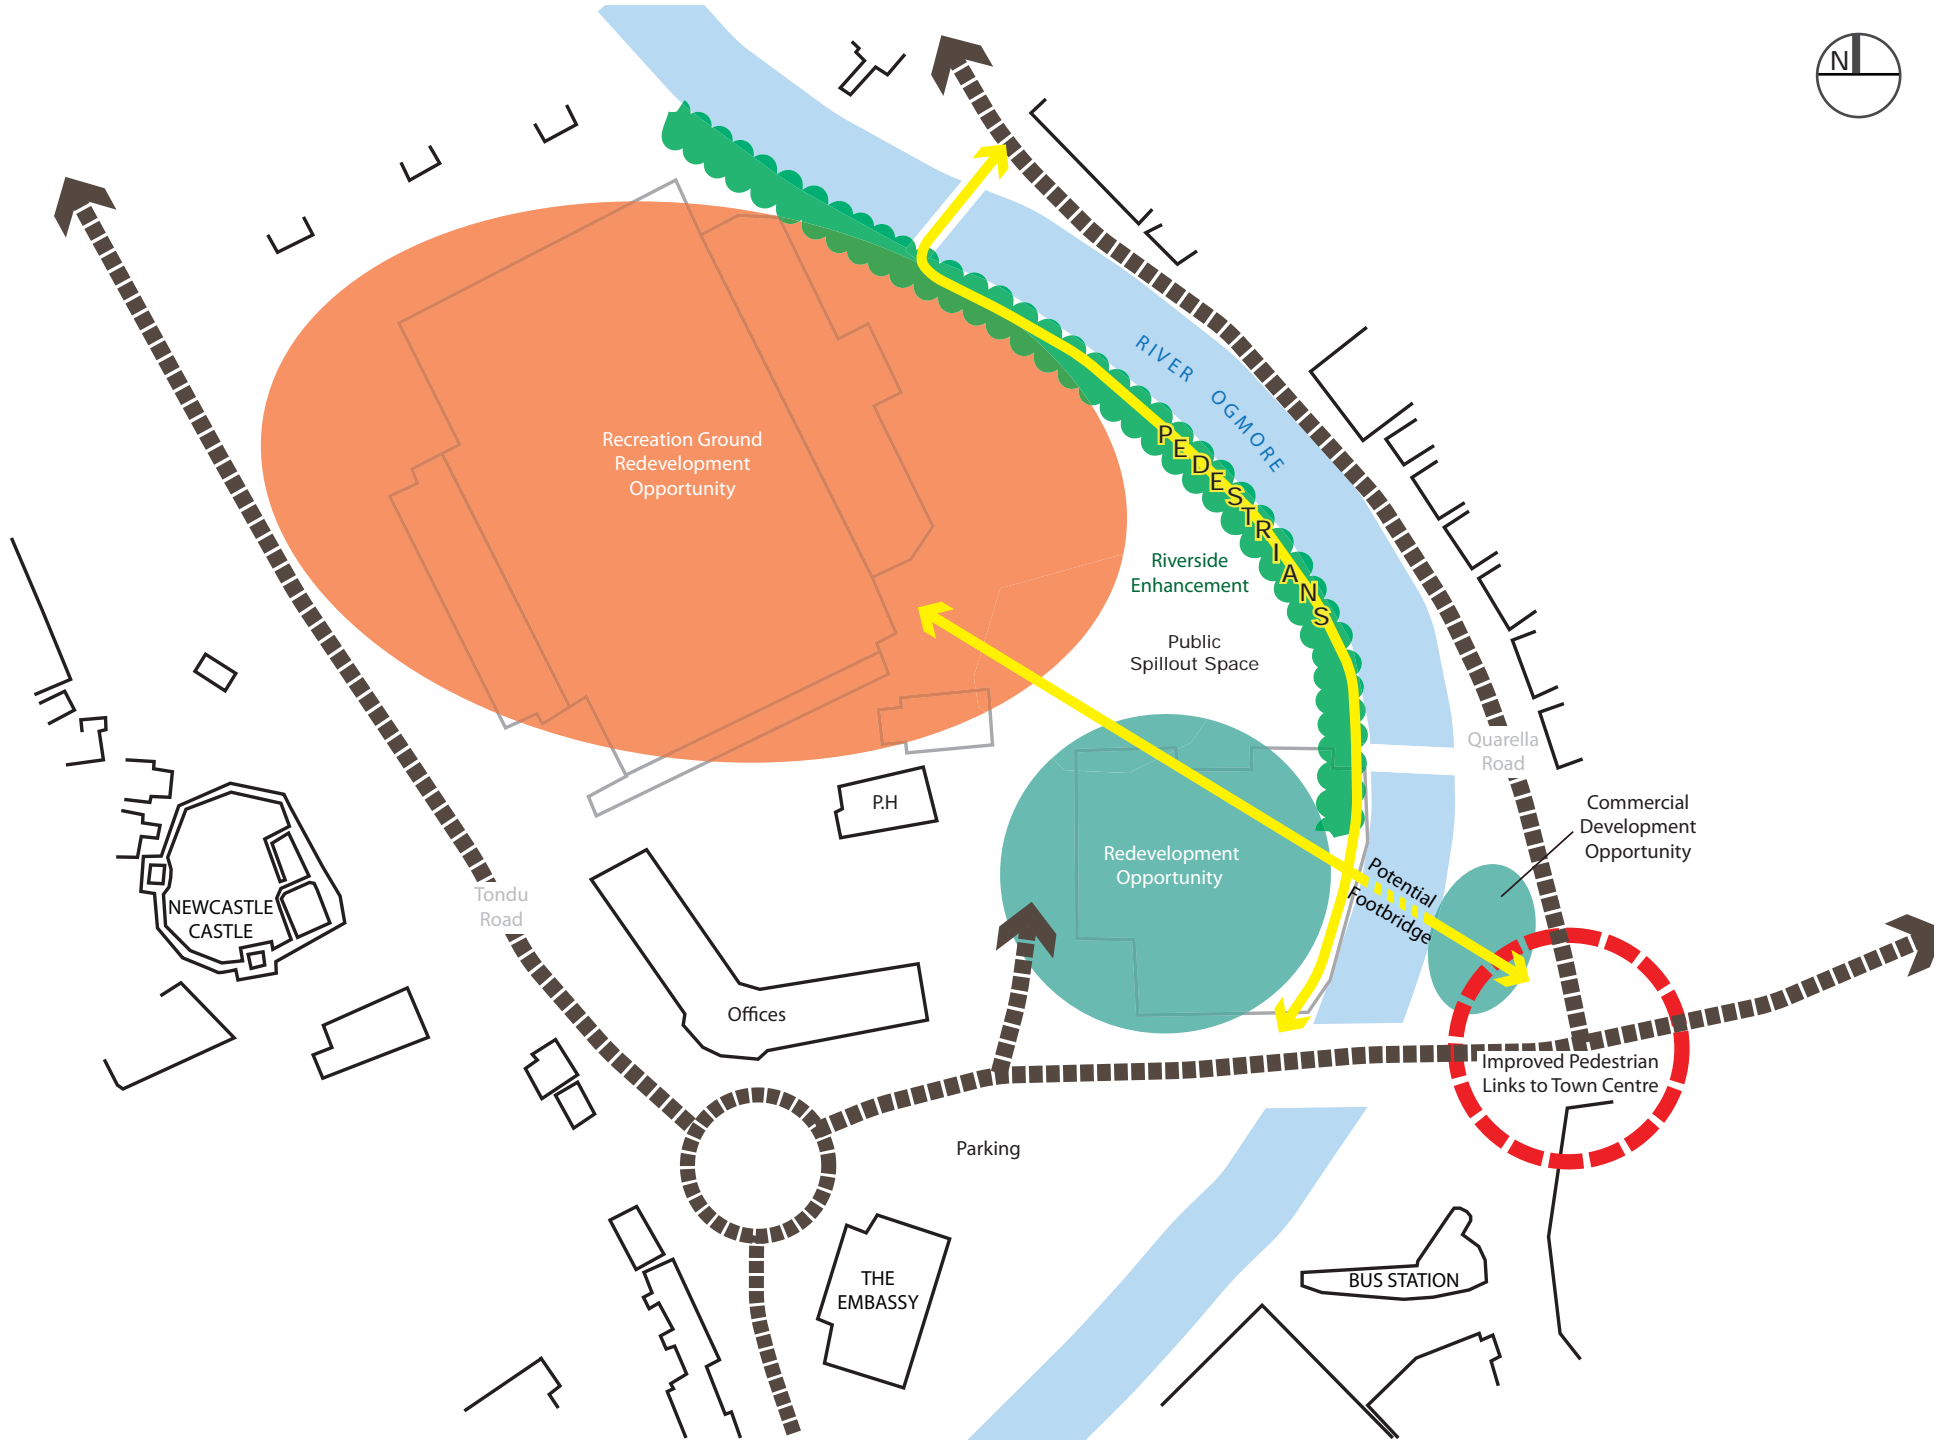 N
RIVER OGMORE
Recreation Ground
Redevelopment
Opportunity
PEDESTRIANS
Riverside
Enhancement
Public
Spillout Space
Quarella
Road
Commercial
Development
Opportunity
P.H
Redevelopment
Opportunity
Potential
Footbridge
Tondu
Road
NEWCASTLE
CASTLE
Offices
Improved Pedestrian
Links to Town Centre
Parking
THE
EMBASSY
BUS STATION